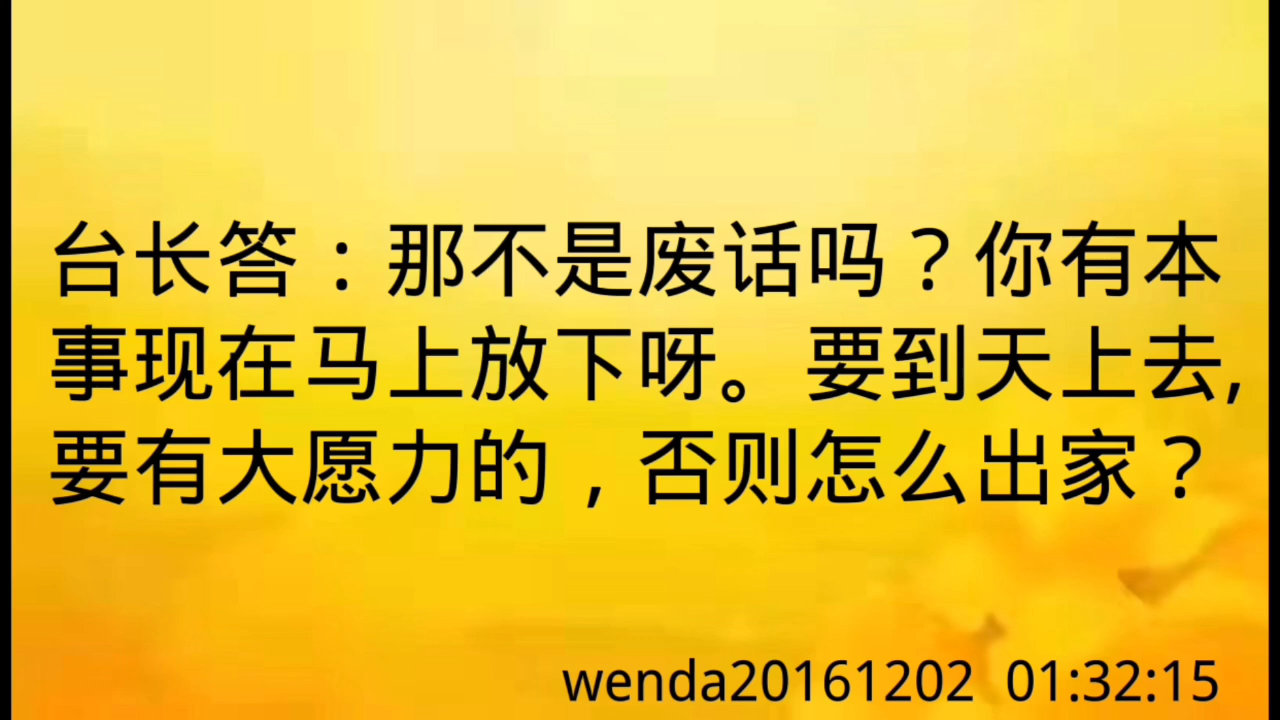 台长答：那不是废话吗？你有本
事现在马上放下呀。要到天上去,
要有大愿力的，否则怎么出家？
wenda20161202 01:32:15